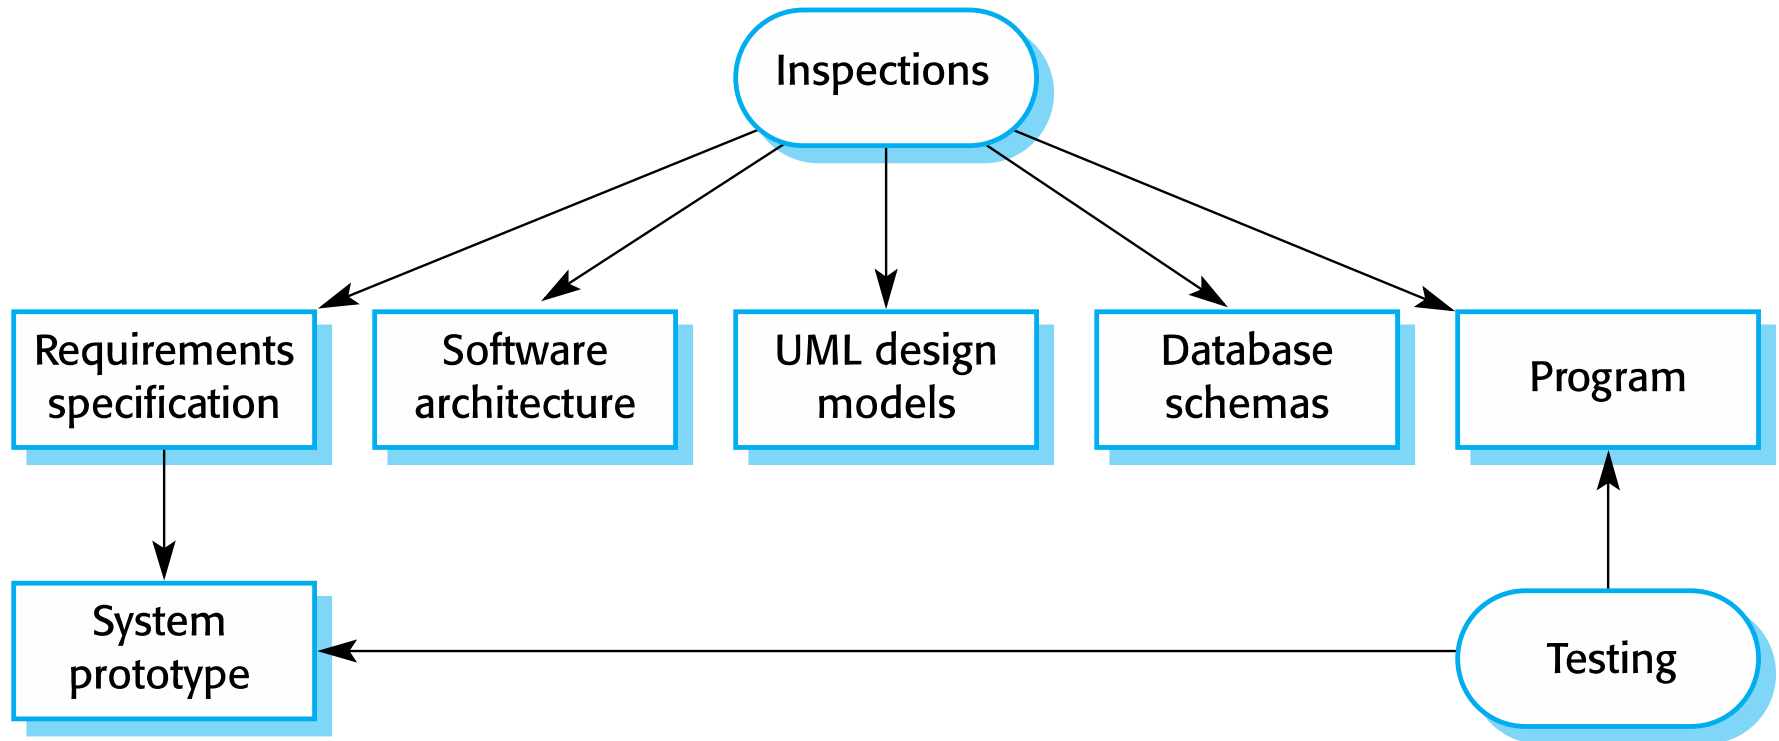 Inspections
Requirements
specification
Software
architecture
UML design
models
Database
schemas
Program
System
prototype
Testing